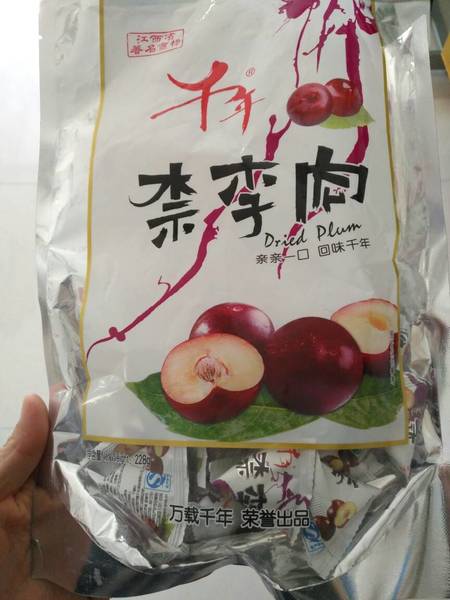 江西省
著名商标
千年®
柰李肉
Dried Plum
亲亲一口 回味千年
228g
万载千年 荣誉出品